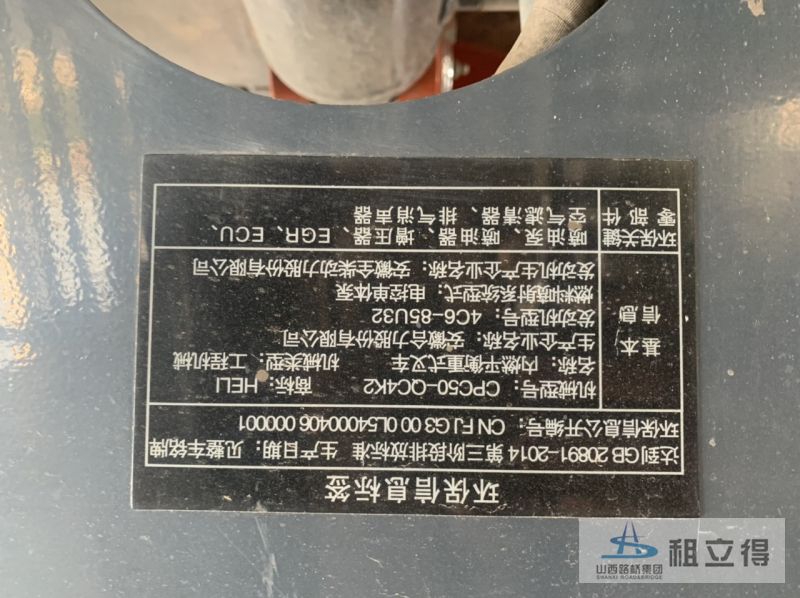 环保信息标签
达到GB 20891-2014 第三阶段排放标准 生产日期：见整车铭牌
环保信息公开编号：CN FJ G3 00 0L54000406 000001
基本信息
机械型号：CPC50-QC4K2 商标：HELI
名称：内燃平衡重式叉车 机械类型：工程机械
生产企业名称：安徽合力股份有限公司
发动机型号：4C6-85U32
燃料喷射系统型式：电控单体泵
发动机生产企业名称：安徽全柴动力股份有限公司
环保关键零部件
喷油泵、喷油器、增压器、EGR、ECU、
空气滤清器、排气消声器
山西路桥集团
SHANXI ROAD&BRIDGE
租立得